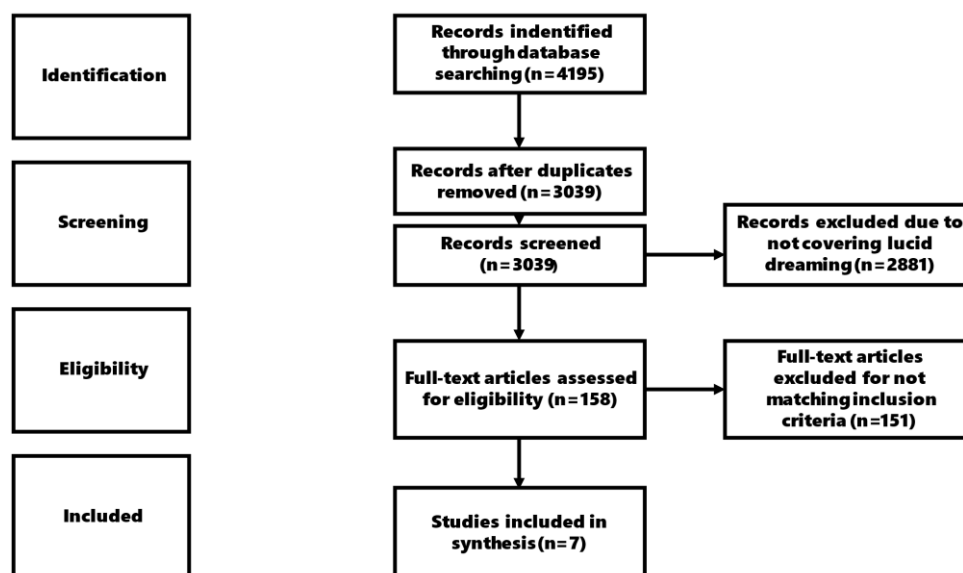 Identification
Records indentified
through database
searching (n = 4195)
Screening
Records after duplicates
removed (n = 3039)
Records screened
(n = 3039)
Records excluded due to
not covering lucid
dreaming (n = 2881)
Eligibility
Full-text articles assessed
for eligibility (n = 158)
Full-text articles
excluded for not
matching inclusion
criteria (n=151)
Included
Studies included in
synthesis (n= 7)